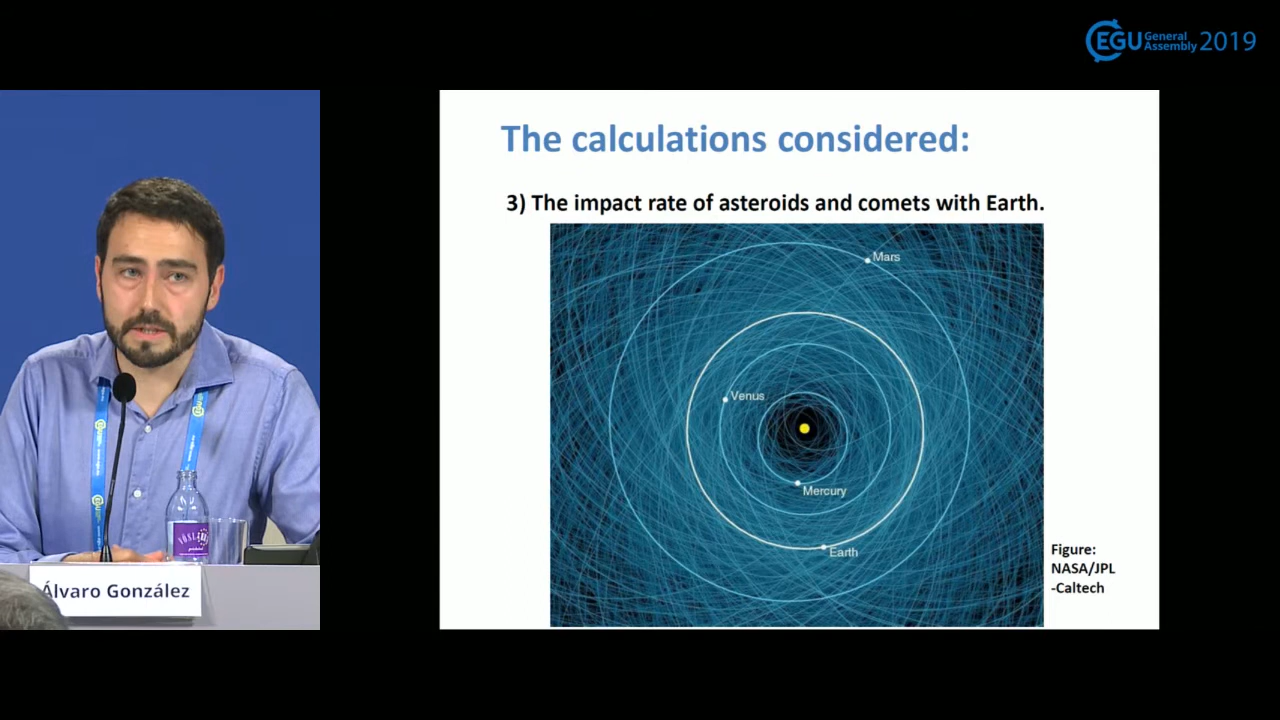 EGU General Assembly 2019
The calculations considered:
3) The impact rate of asteroids and comets with Earth.
Mars
Venus
Mercury
Earth
Figure:
NASA/JPL
-Caltech
Álvaro González